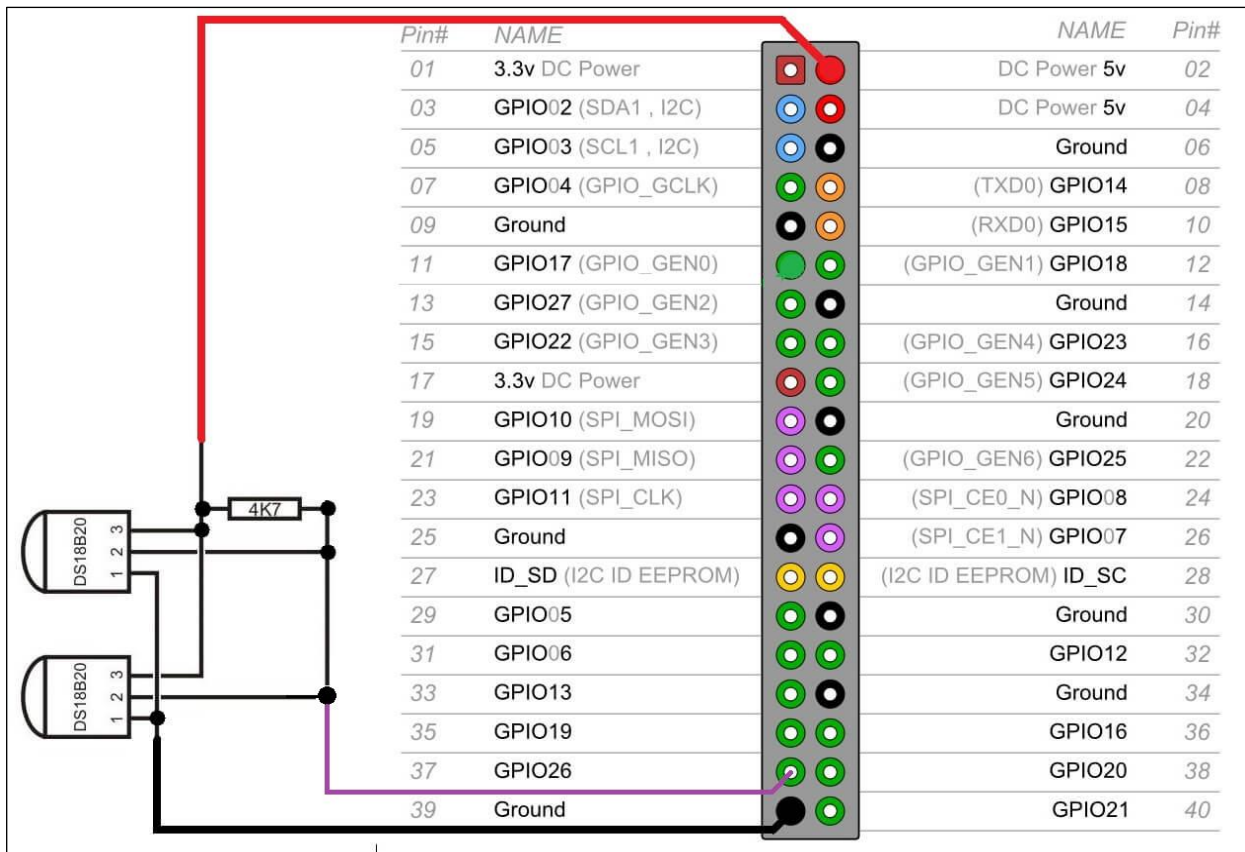 Pin# NAME NAME Pin#
01 3.3v DC Power DC Power 5v 02
03 GPIO02 (SDA1 , I2C) DC Power 5v 04
05 GPIO03 (SCL1 , I2C) Ground 06
07 GPIO04 (GPIO_GCLK) (TXD0) GPIO14 08
09 Ground (RXD0) GPIO15 10
11 GPIO17 (GPIO_GEN0) (GPIO_GEN1) GPIO18 12
13 GPIO27 (GPIO_GEN2) Ground 14
15 GPIO22 (GPIO_GEN3) (GPIO_GEN4) GPIO23 16
17 3.3v DC Power (GPIO_GEN5) GPIO24 18
19 GPIO10 (SPI_MOSI) Ground 20
21 GPIO09 (SPI_MISO) (GPIO_GEN6) GPIO25 22
23 GPIO11 (SPI_CLK) (SPI_CE0_N) GPIO08 24
25 Ground (SPI_CE1_N) GPIO07 26
27 ID_SD (I2C ID EEPROM) (I2C ID EEPROM) ID_SC 28
29 GPIO05 Ground 30
31 GPIO06 GPIO12 32
33 GPIO13 Ground 34
35 GPIO19 GPIO16 36
37 GPIO26 GPIO20 38
39 Ground GPIO21 40
4K7
DS18B20
3
2
1
DS18B20
3
2
1